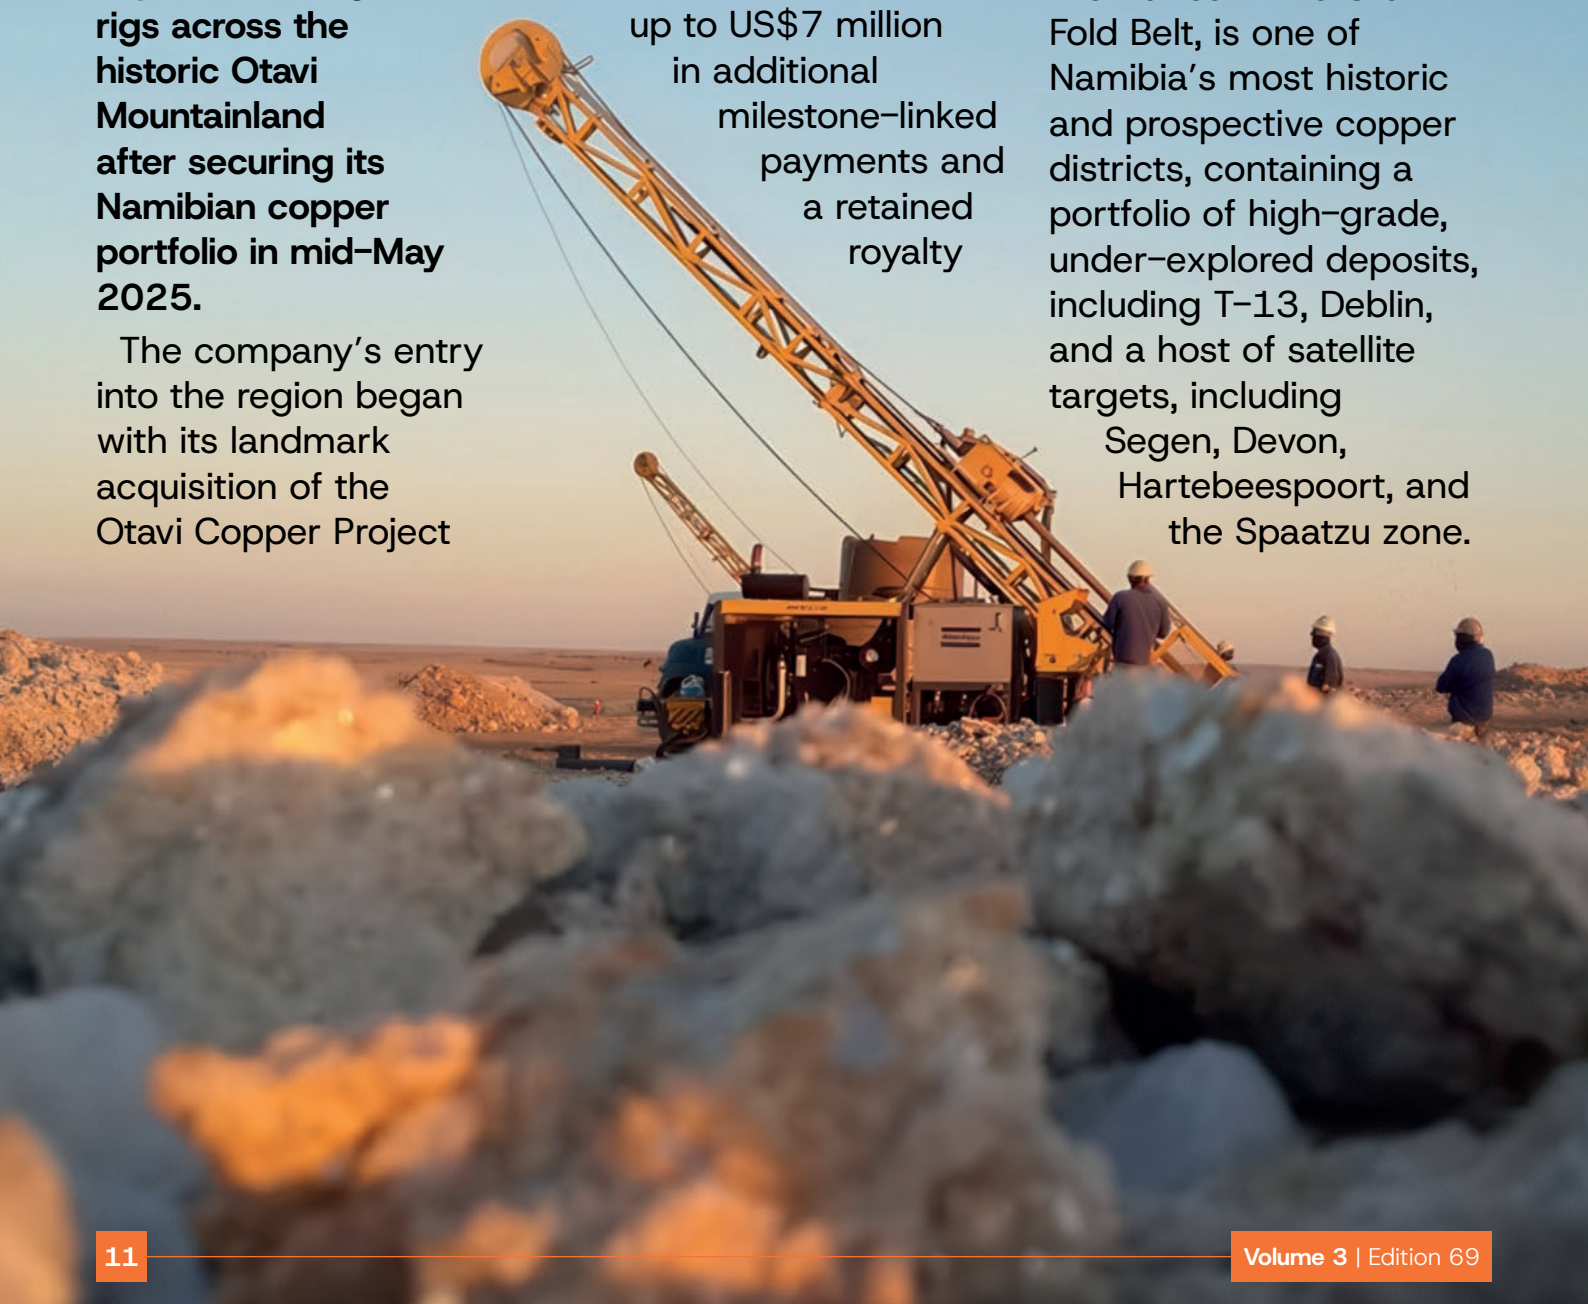 rigs across the
historic Otavi
Mountainland
after securing its
Namibian copper
portfolio in mid-May
2025.
The company's entry
into the region began
with its landmark
acquisition of the
Otavi Copper Project
up to US$7 million
in additional
milestone-linked
payments and
a retained
royalty
Fold Belt, is one of
Namibia's most historic
and prospective copper
districts, containing a
portfolio of high-grade,
under-explored deposits,
including T-13, Deblin,
and a host of satellite
targets, including
Segen, Devon,
Hartebeespoort, and
the Spaatzu zone.
11
Volume 3 | Edition 69